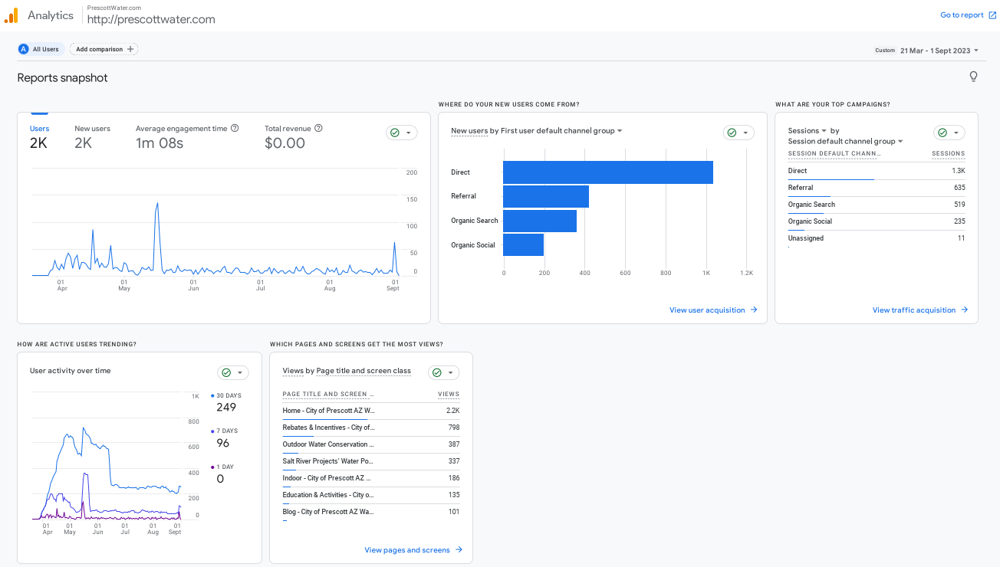 Analytics
PrescottWater.com
http://prescottwater.com
Go to report
A All Users
Add comparison
Custom 21 Mar - 1 Sept 2023
Reports snapshot
Users
2K
New users
2K
Average engagement time
1m 08s
Total revenue
$0.00
200
150
100
50
0
01 Apr
01 May
01 Jun
01 Jul
01 Aug
01 Sept
WHERE DO YOUR NEW USERS COME FROM?
New users by First user default channel group
Direct
Referral
Organic Search
Organic Social
0 200 400 600 800 1K 1.2K
View user acquisition
WHAT ARE YOUR TOP CAMPAIGNS?
Sessions by
Session default channel group
SESSION DEFAULT CHANN… SESSIONS
Direct 1.3K
Referral 635
Organic Search 519
Organic Social 235
Unassigned 11
View traffic acquisition
HOW ARE ACTIVE USERS TRENDING?
User activity over time
1K
800
600
400
200
0
01 Apr
01 May
01 Jun
01 Jul
01 Aug
01 Sept
30 DAYS
249
7 DAYS
96
1 DAY
0
WHICH PAGES AND SCREENS GET THE MOST VIEWS?
Views by Page title and screen class
PAGE TITLE AND SCREEN … VIEWS
Home - City of Prescott AZ W… 2.2K
Rebates & Incentives - City of… 798
Outdoor Water Conservation … 387
Salt River Projects' Water Po… 337
Indoor - City of Prescott AZ … 186
Education & Activities - City o… 135
Blog - City of Prescott AZ Wa… 101
View pages and screens